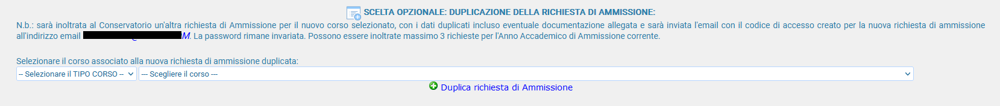 SCELTA OPZIONALE: DUPLICAZIONE DELLA RICHIESTA DI AMMISSIONE:
N.b.: sarà inoltrata al Conservatorio un'altra richiesta di Ammissione per il nuovo corso selezionato, con i dati duplicati incluso eventuale documentazione allegata e sarà inviata l'email con il codice di accesso creato per la nuova richiesta di ammissione
all'indirizzo email M. La password rimane invariata. Possono essere inoltrate massimo 3 richieste per l'Anno Accademico di Ammissione corrente.
Selezionare il corso associato alla nuova richiesta di ammissione duplicata:
-- Selezionare il TIPO CORSO -- --- Scegliere il corso ---
Duplica richiesta di Ammissione